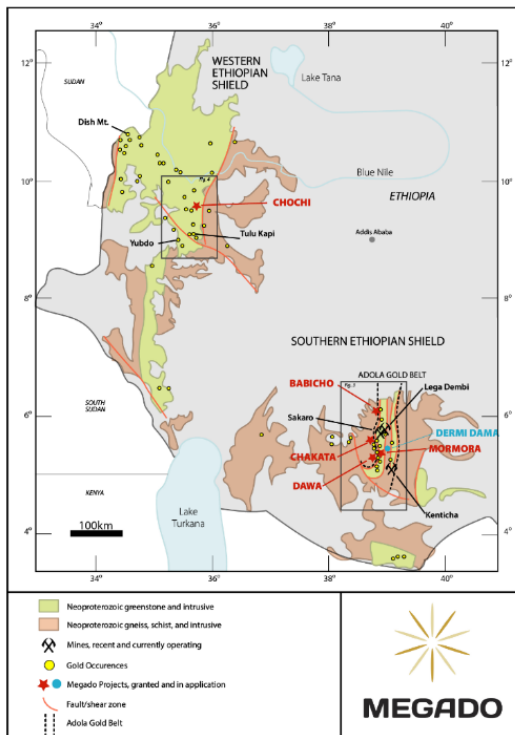 12°
10°
8°
6°
4°
34°
36°
38°
40°
12°
10°
8°
6°
4°
34°
36°
38°
40°
SUDAN
WESTERN
ETHIOPIAN
SHIELD
Lake Tana
Dish Mt.
Blue Nile
ETHIOPIA
Fig. 4
CHOCHI
Addis Ababa
Yubdo
Tulu Kapi
SOUTHERN ETHIOPIAN SHIELD
ADOLA GOLD BELT
BABICHO
Lega Dembi
SOUTH
SUDAN
Sakaro
DERMI DAMA
CHAKATA
MORMORA
DAWA
KENYA
Kenticha
Lake
Turkana
100km
Neoproterozoic greenstone and intrusive
Neoproterozoic gneiss, schist, and intrusive
Mines, recent and currently operating
Gold Occurences
Megado Projects, granted and in application
Fault/shear zone
Adola Gold Belt
MEGADO